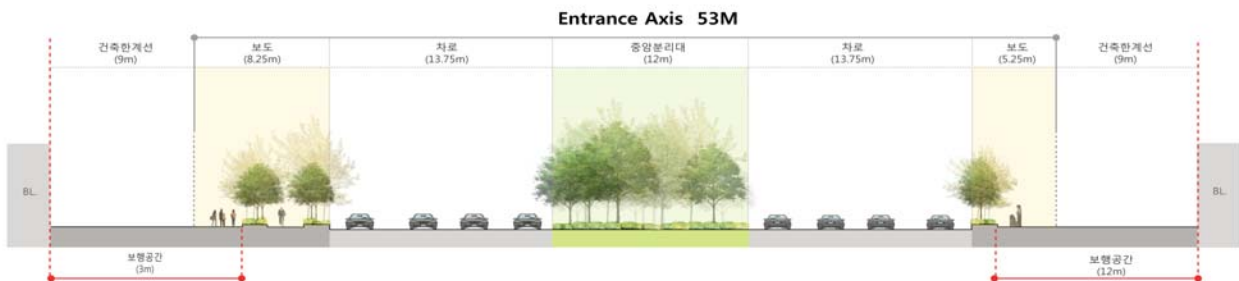 Entrance Axis 53M
건축한계선
(9m)
보도
(8.25m)
차로
(13.75m)
중암분리대
(12m)
차로
(13.75m)
보도
(5.25m)
건축한계선
(9m)
BL.
BL.
보행공간
(3m)
보행공간
(12m)